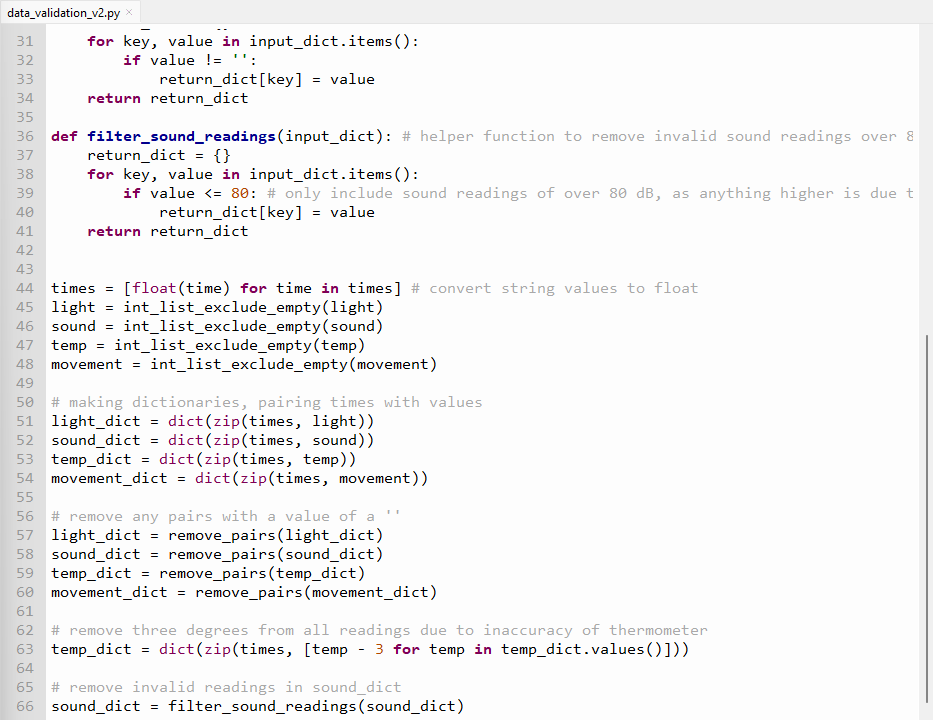 data_validation_v2.py ×
31 for key, value in input_dict.items():
32 if value != '':
33 return_dict[key] = value
34 return return_dict
35
36 def filter_sound_readings(input_dict): # helper function to remove invalid sound readings over 8
37 return_dict = {}
38 for key, value in input_dict.items():
39 if value <= 80: # only include sound readings of over 80 dB, as anything higher is due t
40 return_dict[key] = value
41 return return_dict
42
43
44 times = [float(time) for time in times] # convert string values to float
45 light = int_list_exclude_empty(light)
46 sound = int_list_exclude_empty(sound)
47 temp = int_list_exclude_empty(temp)
48 movement = int_list_exclude_empty(movement)
49
50 # making dictionaries, pairing times with values
51 light_dict = dict(zip(times, light))
52 sound_dict = dict(zip(times, sound))
53 temp_dict = dict(zip(times, temp))
54 movement_dict = dict(zip(times, movement))
55
56 # remove any pairs with a value of a ''
57 light_dict = remove_pairs(light_dict)
58 sound_dict = remove_pairs(sound_dict)
59 temp_dict = remove_pairs(temp_dict)
60 movement_dict = remove_pairs(movement_dict)
61
62 # remove three degrees from all readings due to inaccuracy of thermometer
63 temp_dict = dict(zip(times, [temp - 3 for temp in temp_dict.values()]))
64
65 # remove invalid readings in sound_dict
66 sound_dict = filter_sound_readings(sound_dict)